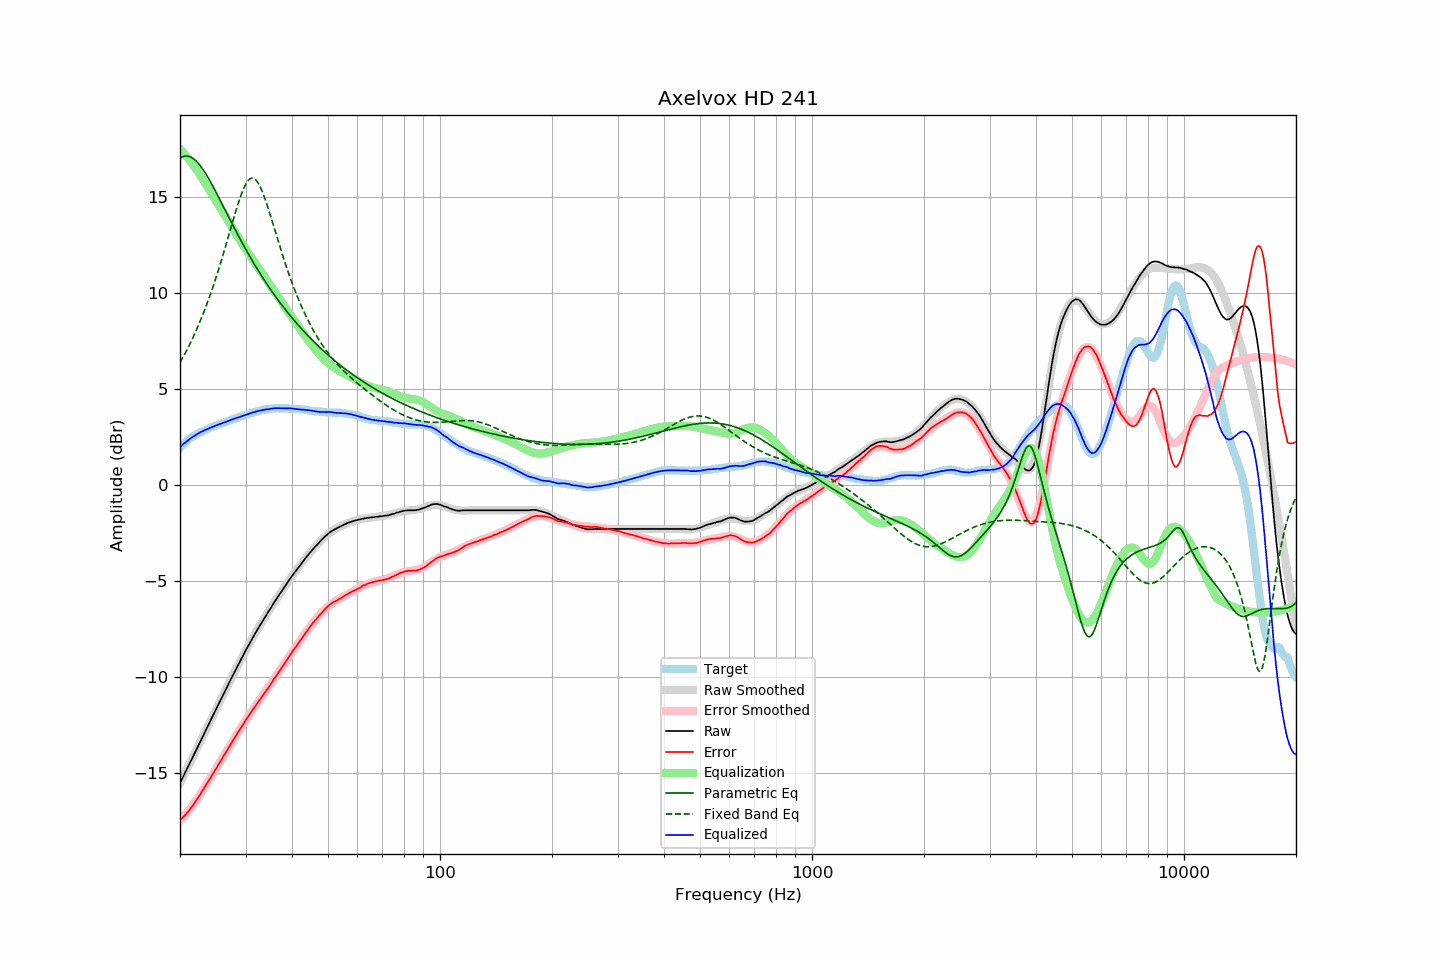 Axelvox HD 241
Amplitude (dBr)
15
10
5
0
−5
−10
−15
100
1000
10000
Frequency (Hz)
Target
Raw Smoothed
Error Smoothed
Raw
Error
Equalization
Parametric Eq
Fixed Band Eq
Equalized